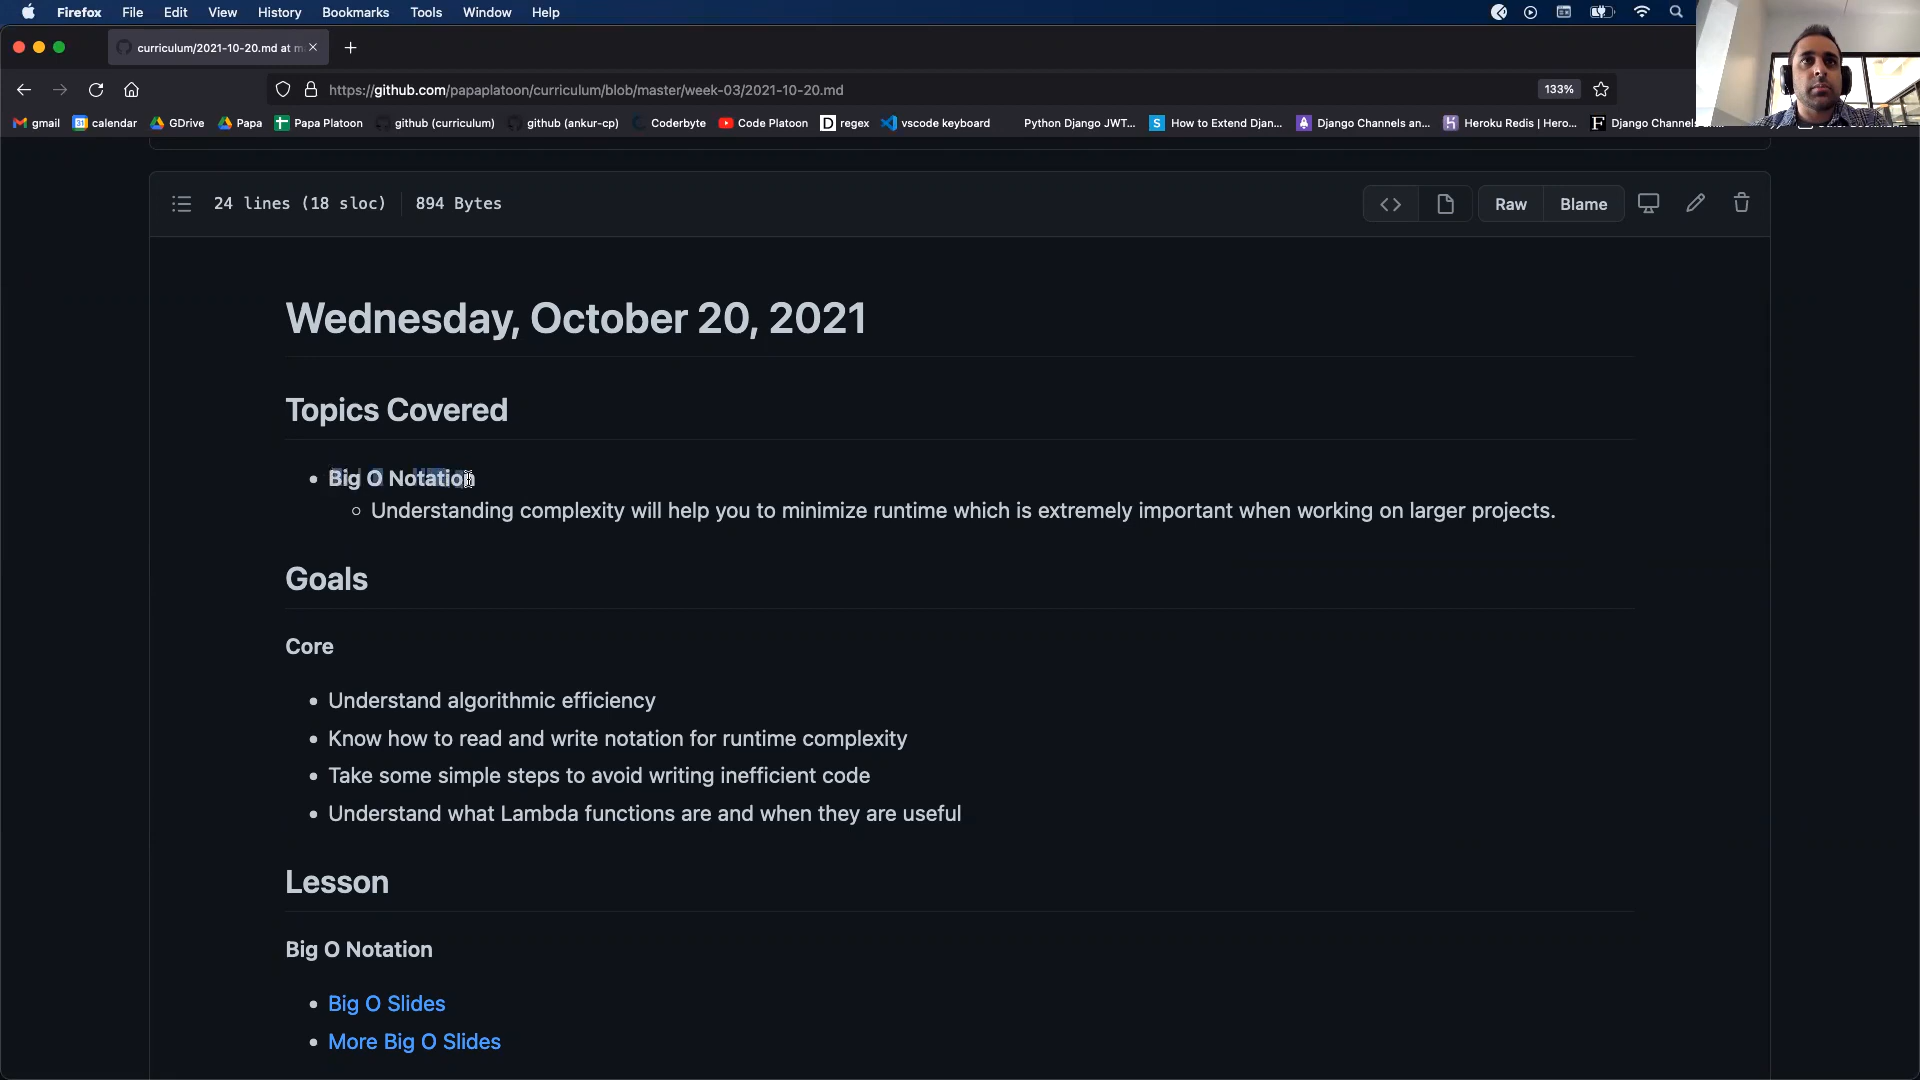 Firefox File Edit View History Bookmarks Tools Window Help
curriculum/2021-10-20.md at m
https://github.com/papaplatoon/curriculum/blob/master/week-03/2021-10-20.md 133%
gmail calendar GDrive Papa Papa Platoon github (curriculum) github (ankur-cp) Coderbyte Code Platoon regex vscode keyboard Python Django JWT... How to Extend Djan... Django Channels an... Heroku Redis | Hero... Django Channels
24 lines (18 sloc) 894 Bytes Raw Blame
Wednesday, October 20, 2021
Topics Covered
Big O Notation
Understanding complexity will help you to minimize runtime which is extremely important when working on larger projects.
Goals
Core
Understand algorithmic efficiency
Know how to read and write notation for runtime complexity
Take some simple steps to avoid writing inefficient code
Understand what Lambda functions are and when they are useful
Lesson
Big O Notation
Big O Slides
More Big O Slides